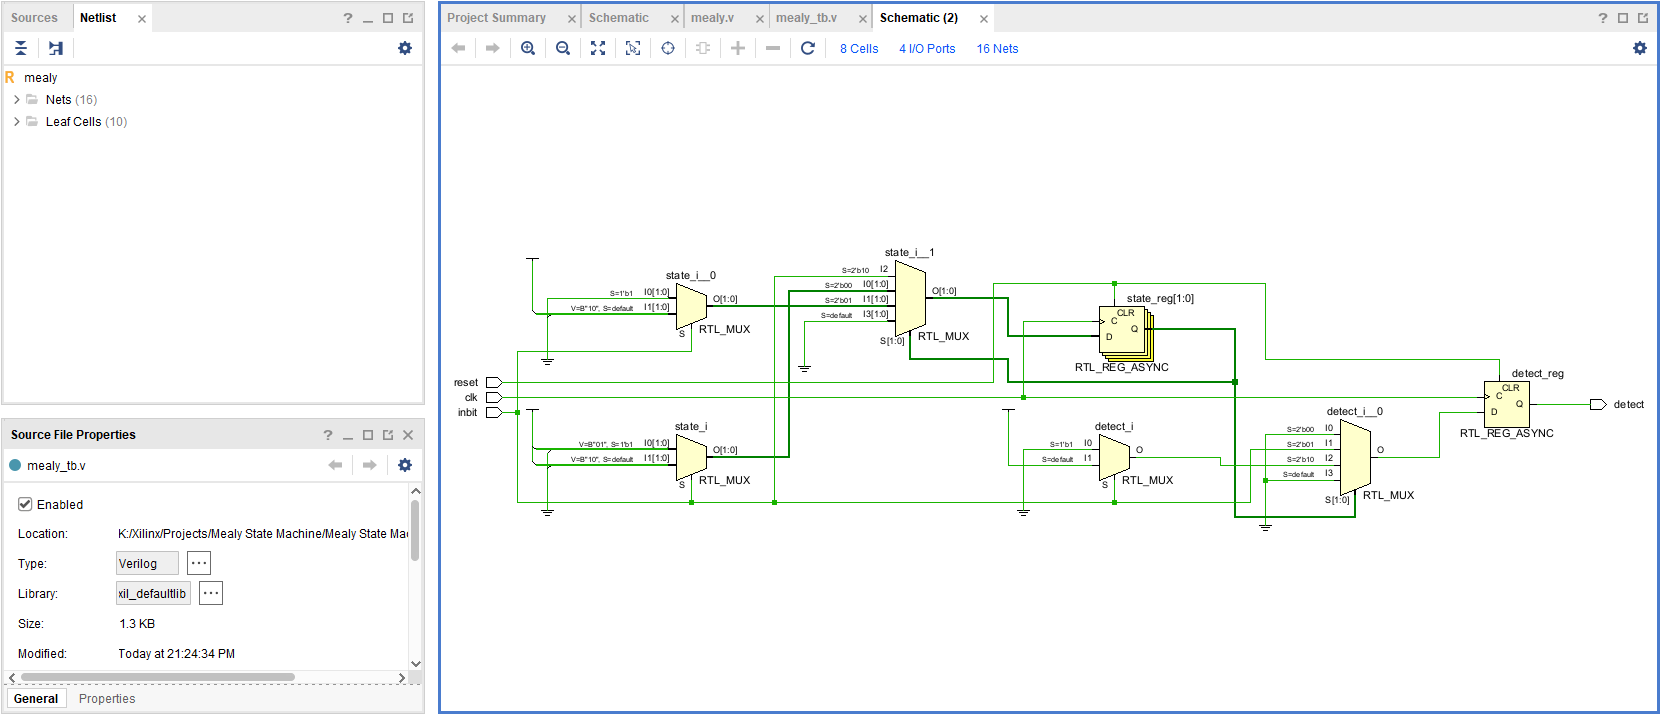 Sources
Netlist
mealy
Nets (16)
Leaf Cells (10)
Source File Properties
mealy_tb.v
Enabled
Location: K:/Xilinx/Projects/Mealy State Machine/Mealy State Mac
Type: Verilog
Library: xil_defaultlib
Size: 1.3 KB
Modified: Today at 21:24:34 PM
General Properties
Project Summary
Schematic
mealy.v
mealy_tb.v
Schematic (2)
8 Cells 4 I/O Ports 16 Nets
state_i__0
S=1'b1 I0[1:0]
V=B"10", S=default I1[1:0]
O[1:0]
S
RTL_MUX
state_i__1
S=2'b10 I2
S=2'b00 I0[1:0]
S=2'b01 I1[1:0]
S=default I3[1:0]
O[1:0]
S[1:0]
RTL_MUX
state_reg[1:0]
CLR
C
Q
D
RTL_REG_ASYNC
reset
clk
inbit
state_i
V=B"01", S=1'b1 I0[1:0]
V=B"10", S=default I1[1:0]
O[1:0]
S
RTL_MUX
detect_i
S=1'b1 I0
S=default I1
O
S
RTL_MUX
detect_i__0
S=2'b00 I0
S=2'b01 I1
S=2'b10 I2
S=default I3
O
S[1:0]
RTL_MUX
detect_reg
CLR
C
Q
D
RTL_REG_ASYNC
detect